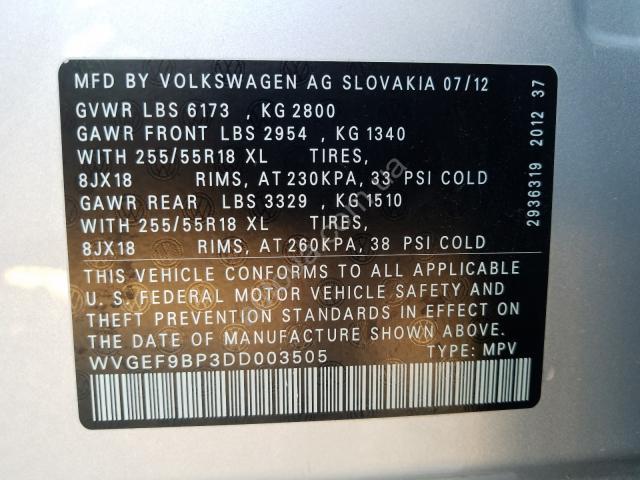 MFD BY VOLKSWAGEN AG SLOVAKIA 07/12
GVWR LBS 6173 , KG 2800
GAWR FRONT LBS 2954 , KG 1340
WITH 255/55R18 XL TIRES,
8JX18 RIMS, AT 230KPA, 33 PSI COLD
GAWR REAR LBS 3329 , KG 1510
WITH 255/55R18 XL TIRES,
8JX18 RIMS, AT 260KPA, 38 PSI COLD
THIS VEHICLE CONFORMS TO ALL APPLICABLE
U. S. FEDERAL MOTOR VEHICLE SAFETY AND
THEFT PREVENTION STANDARDS IN EFFECT ON
THE DATE OF MANUFACTURE SHOWN ABOVE.
WVGEF9BP3DD003505 TYPE: MPV
2936319 2012 37